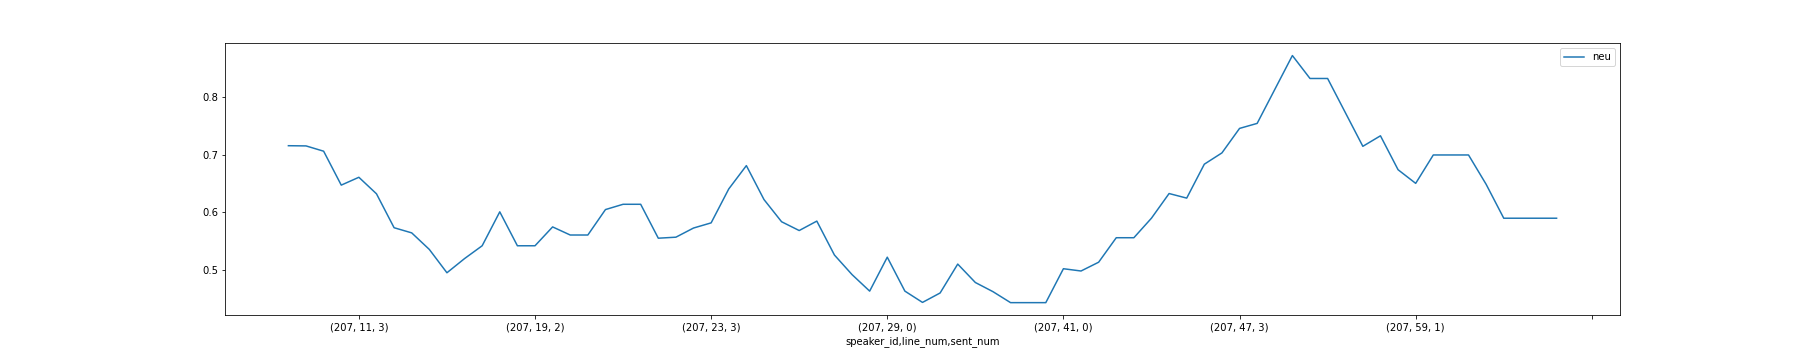 neu
0.8
0.7
0.6
0.5
(207, 11, 3) (207, 19, 2) (207, 23, 3) (207, 29, 0) (207, 41, 0) (207, 47, 3) (207, 59, 1)
speaker_id,line_num,sent_num